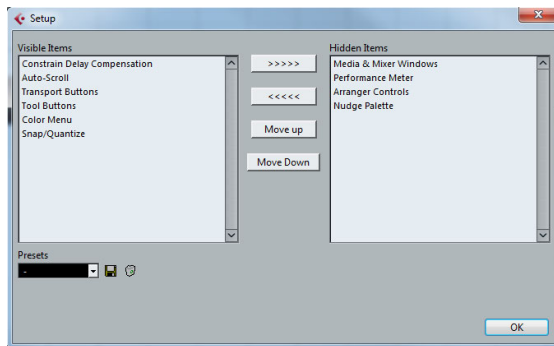 Setup
Visible Items
Constrain Delay Compensation
Auto-Scroll
Transport Buttons
Tool Buttons
Color Menu
Snap/Quantize
>>>>>
<<<<<
Move up
Move Down
Hidden Items
Media & Mixer Windows
Performance Meter
Arranger Controls
Nudge Palette
Presets
-
OK